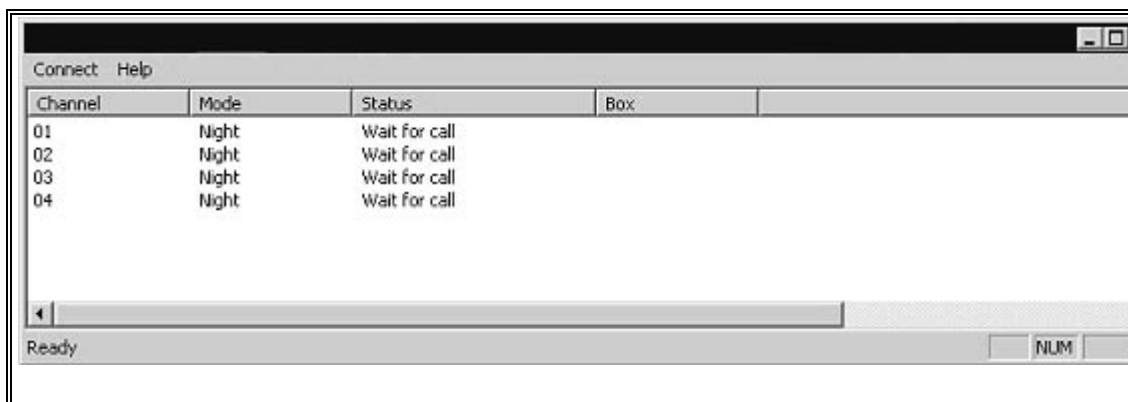 Connect Help
Channel Mode Status Box
01 Night Wait for call
02 Night Wait for call
03 Night Wait for call
04 Night Wait for call
Ready NUM